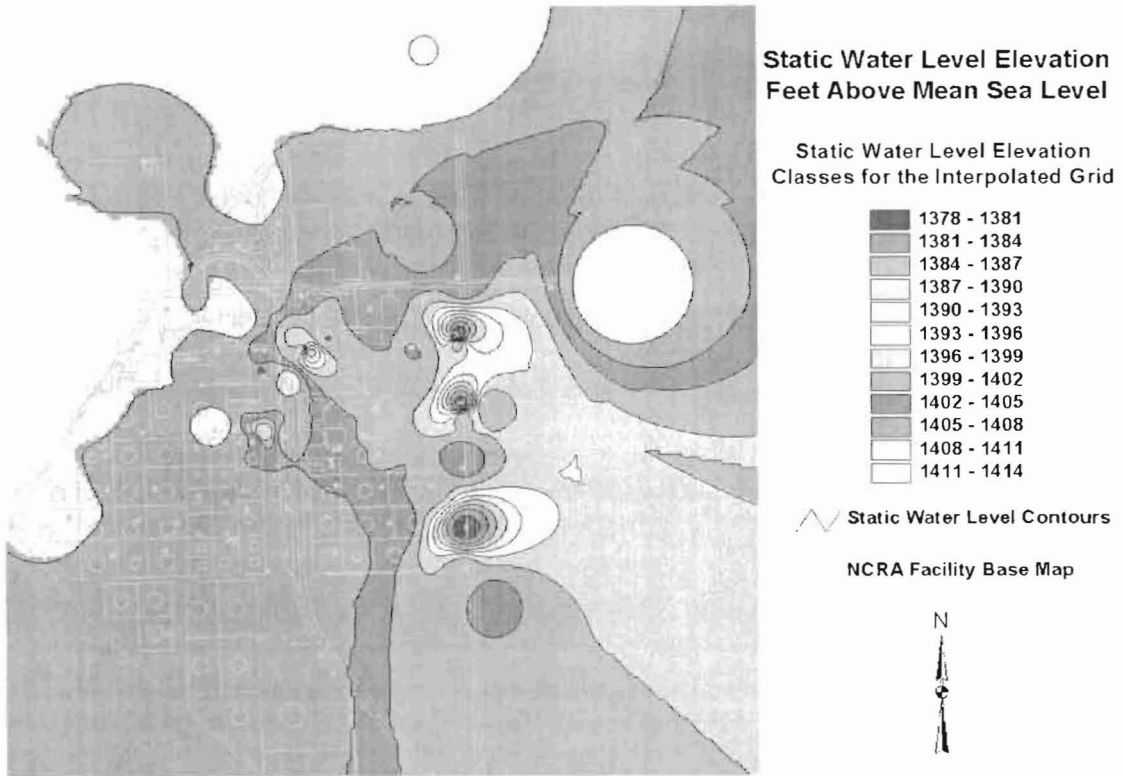 Static Water Level Elevation
Feet Above Mean Sea Level
Static Water Level Elevation
Classes for the Interpolated Grid
1378 - 1381
1381 - 1384
1384 - 1387
1387 - 1390
1390 - 1393
1393 - 1396
1396 - 1399
1399 - 1402
1402 - 1405
1405 - 1408
1408 - 1411
1411 - 1414
Static Water Level Contours
NCRA Facility Base Map
N